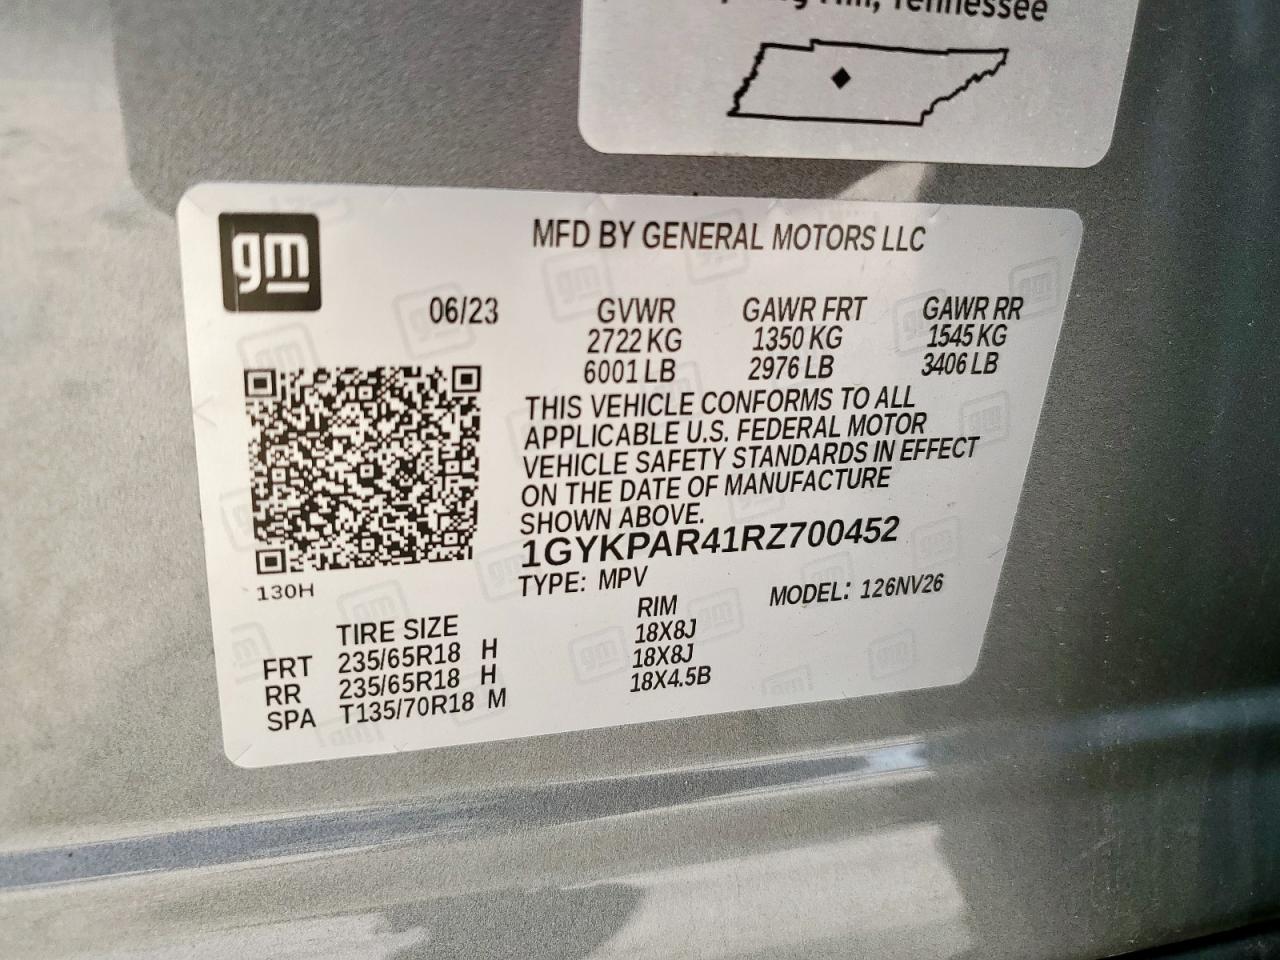 Hill, Tennessee
gm
MFD BY GENERAL MOTORS LLC
06/23 GVWR GAWR FRT GAWR RR
2722 KG 1350 KG 1545 KG
6001 LB 2976 LB 3406 LB
THIS VEHICLE CONFORMS TO ALL
APPLICABLE U.S. FEDERAL MOTOR
VEHICLE SAFETY STANDARDS IN EFFECT
ON THE DATE OF MANUFACTURE
SHOWN ABOVE.
1GYKPAR41RZ700452
130H TYPE: MPV MODEL: 126NV26
TIRE SIZE RIM
FRT 235/65R18 H 18X8J
RR 235/65R18 H 18X8J
SPA T135/70R18 M 18X4.5B